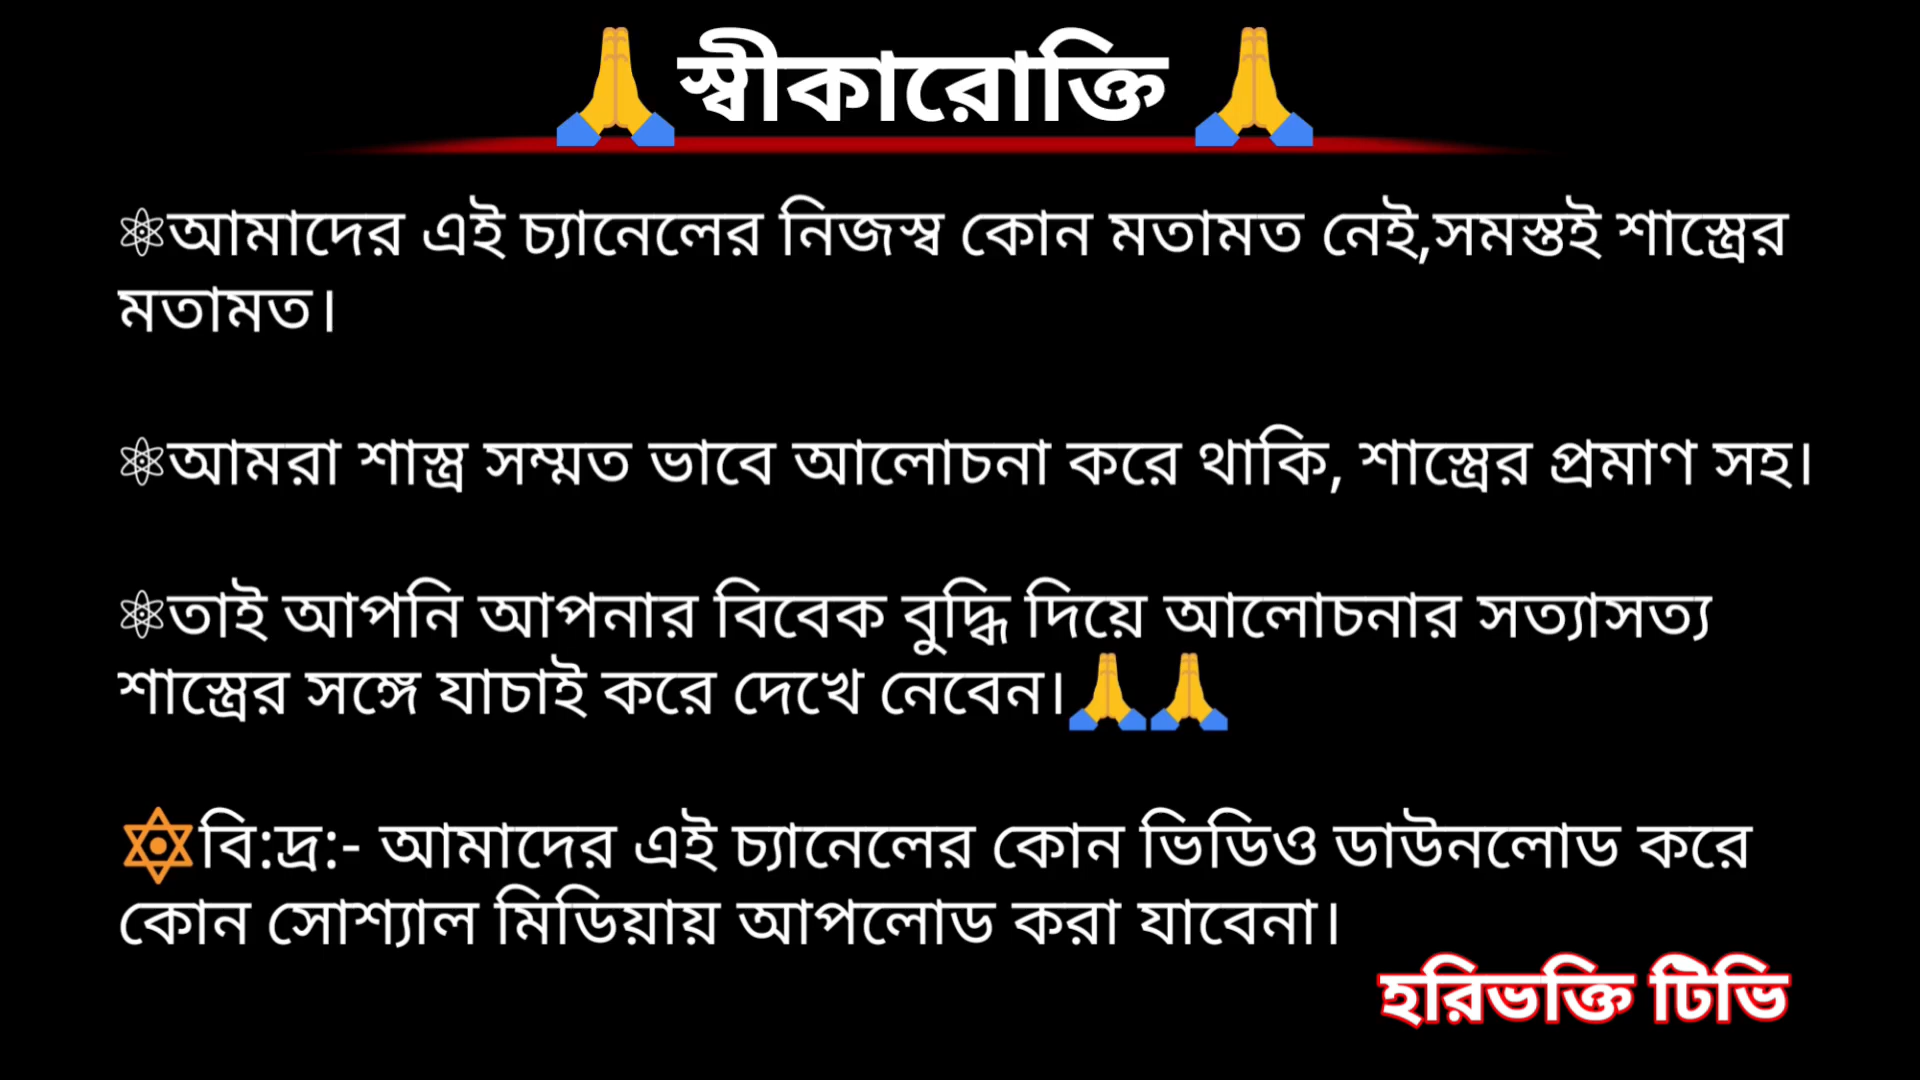 🙏স্বীকারোক্তি 🙏
⚛আমাদের এই চ্যানেলের নিজস্ব কোন মতামত নেই,সমস্তই শাস্ত্রের
মতামত।
⚛আমরা শাস্ত্র সম্মত ভাবে আলোচনা করে থাকি, শাস্ত্রের প্রমাণ সহ।
⚛তাই আপনি আপনার বিবেক বুদ্ধি দিয়ে আলোচনার সত্যাসত্য
শাস্ত্রের সঙ্গে যাচাই করে দেখে নেবেন।🙏🙏
🔯বি:দ্র:- আমাদের এই চ্যানেলের কোন ভিডিও ডাউনলোড করে
কোন সোশ্যাল মিডিয়ায় আপলোড করা যাবেনা।
হরিভক্তি টিভি